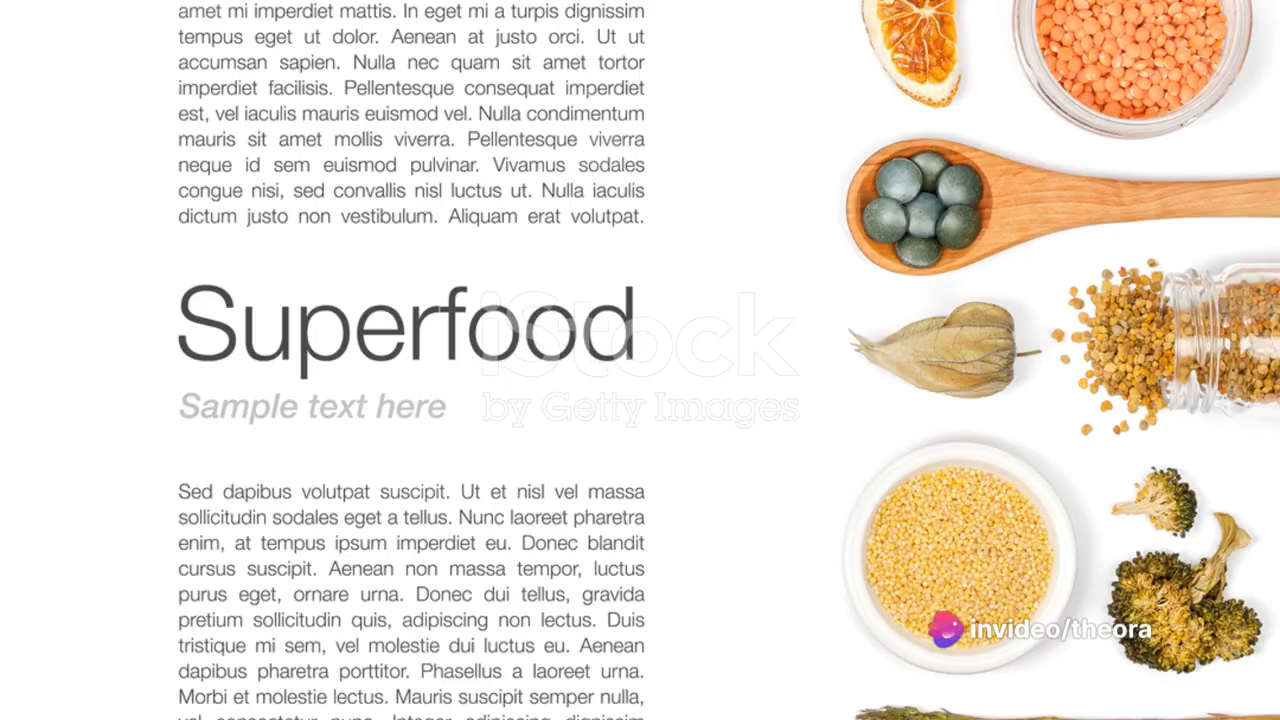 amet mi imperdiet mattis. In eget mi a turpis dignissim
tempus eget ut dolor. Aenean at justo orci. Ut ut
accumsan sapien. Nulla nec quam sit amet tortor
imperdiet facilisis. Pellentesque consequat imperdiet
est, vel iaculis mauris euismod vel. Nulla condimentum
mauris sit amet mollis viverra. Pellentesque viverra
neque id sem euismod pulvinar. Vivamus sodales
congue nisi, sed convallis nisl luctus ut. Nulla iaculis
dictum justo non vestibulum. Aliquam erat volutpat.
Superfood
iStock
Sample text here
by Getty Images
Sed dapibus volutpat suscipit. Ut et nisl vel massa
sollicitudin sodales eget a tellus. Nunc laoreet pharetra
enim, at tempus ipsum imperdiet eu. Donec blandit
cursus suscipit. Aenean non massa tempor, luctus
purus eget, ornare urna. Donec dui tellus, gravida
pretium sollicitudin quis, adipiscing non lectus. Duis
tristique mi sem, vel molestie dui luctus eu. Aenean
dapibus pharetra porttitor. Phasellus a laoreet urna.
Morbi et molestie lectus. Mauris suscipit semper nulla,
invideo/theora